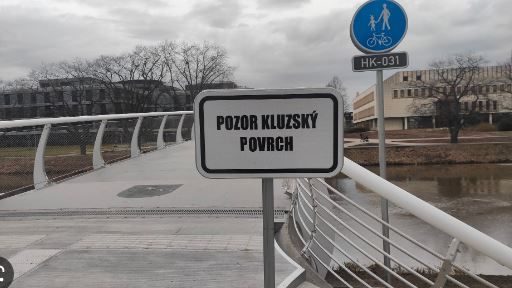 HK-031
POZOR KLUZSKÝ
POVRCH